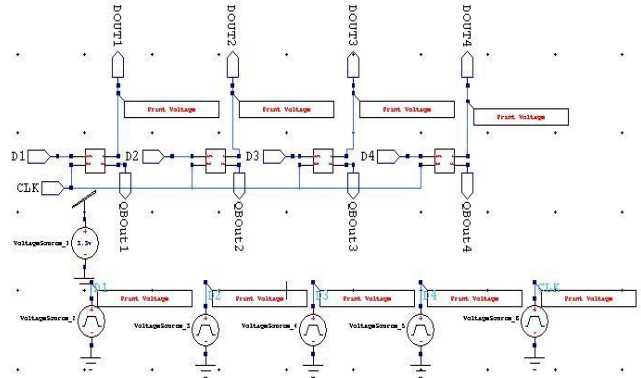 DOUT1
DOUT2
DOUT3
DOUT4
Print Voltage
Print Voltage
Print Voltage
Print Voltage
D1
D2
D3
D4
CLK
QBOut1
QBOut2
QBOut3
QBOut4
3.3v
D1
D2
D3
D4
CLK
Print Voltage
Print Voltage
Print Voltage
Print Voltage
Print Voltage
VoltageSource_2
VoltageSource_3
VoltageSource_4
VoltageSource_5
VoltageSource_6